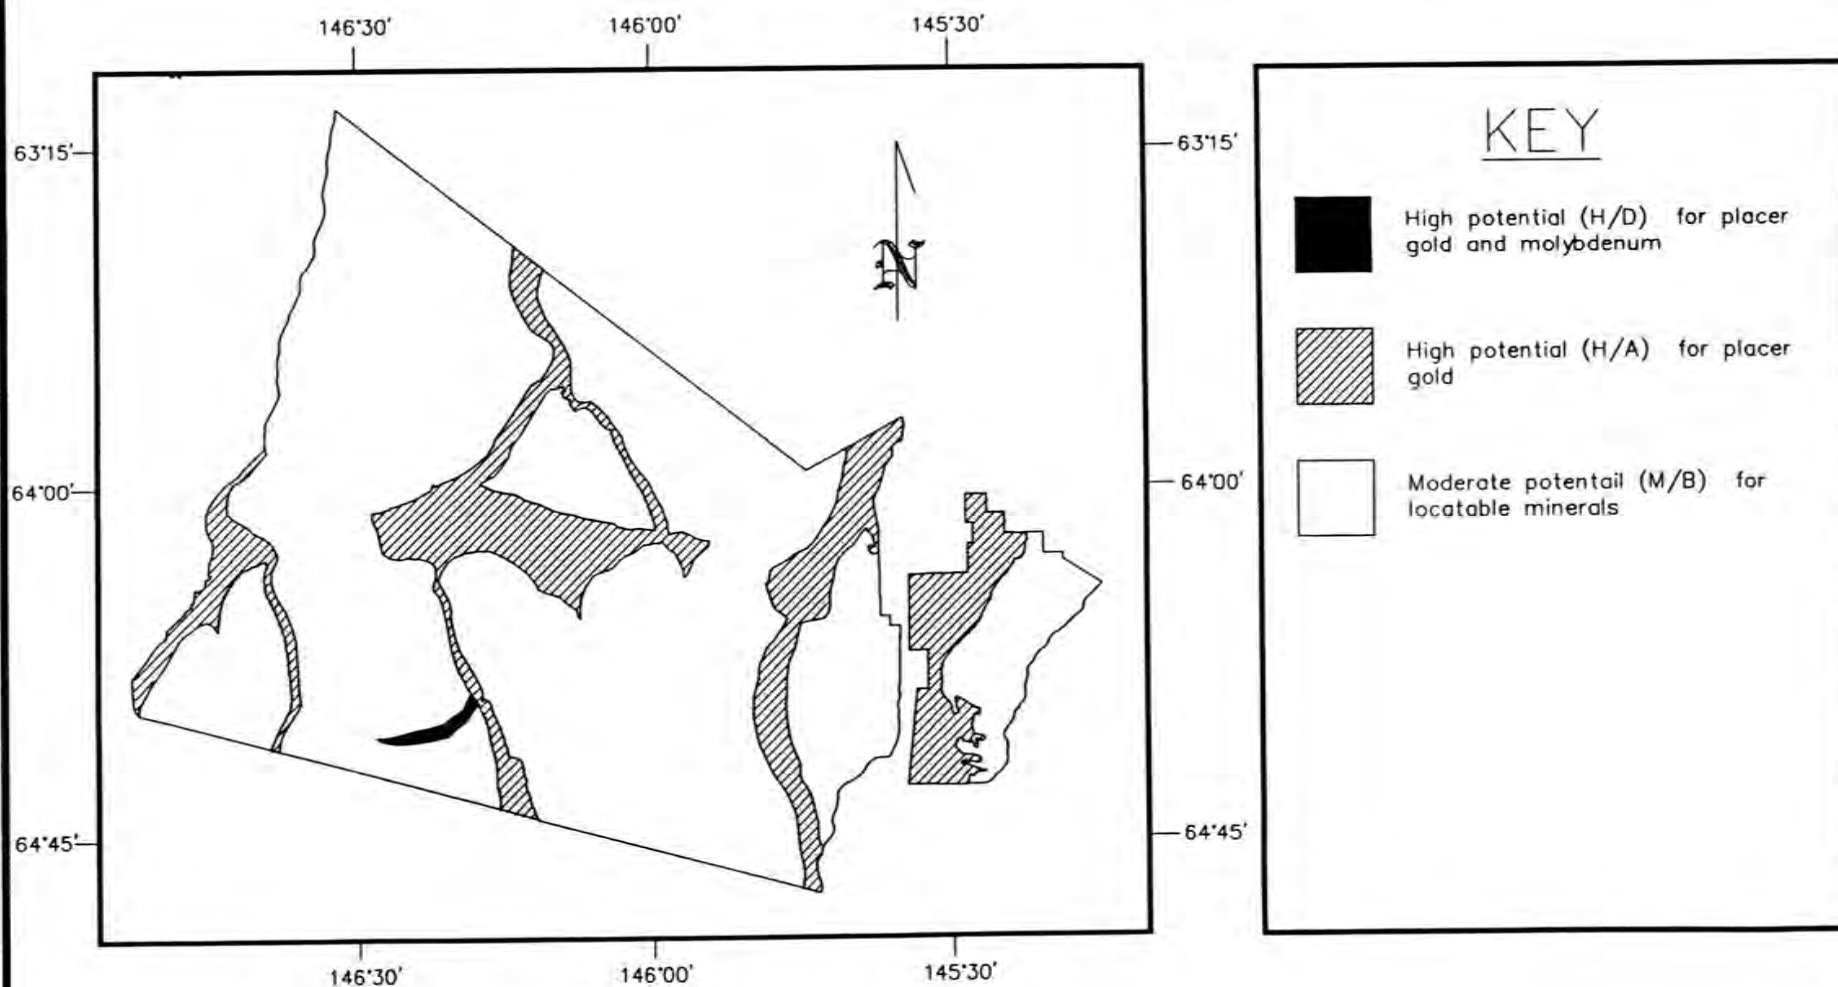 146°30' 146°00' 145°30'
63°15' 63°15'
64°00' 64°00'
64°45' 64°45'
146°30' 146°00' 145°30'
N
KEY
High potential (H/D) for placer
gold and molybdenum
High potential (H/A) for placer
gold
Moderate potentail (M/B) for
locatable minerals